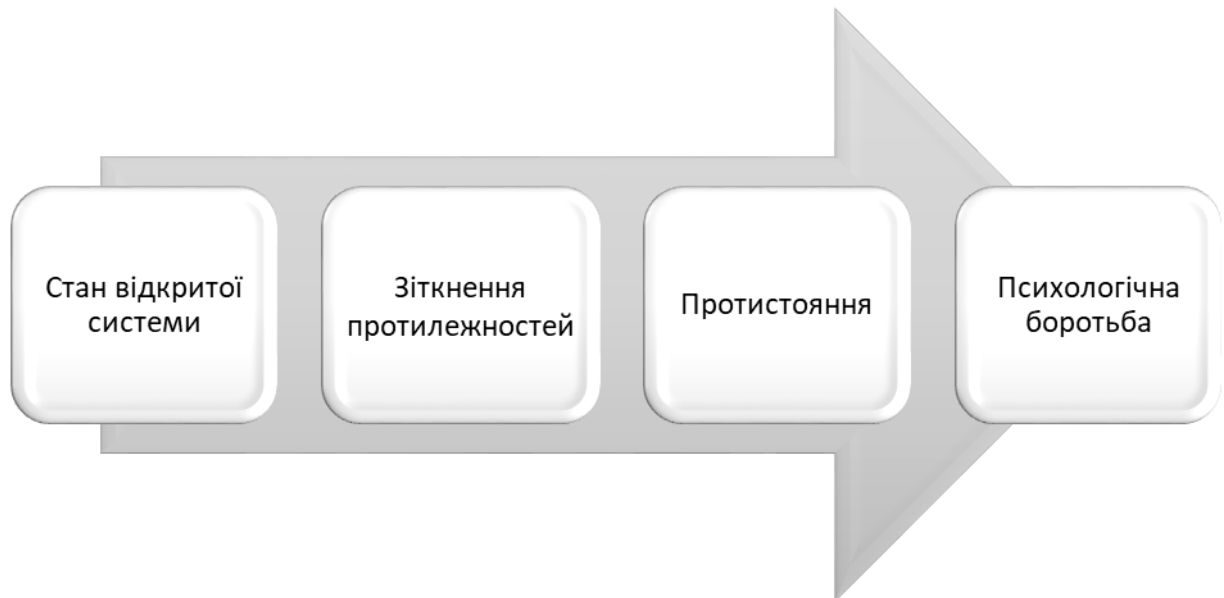 Стан відкритої
системи
Зіткнення
протилежностей
Протистояння
Психологічна
боротьба